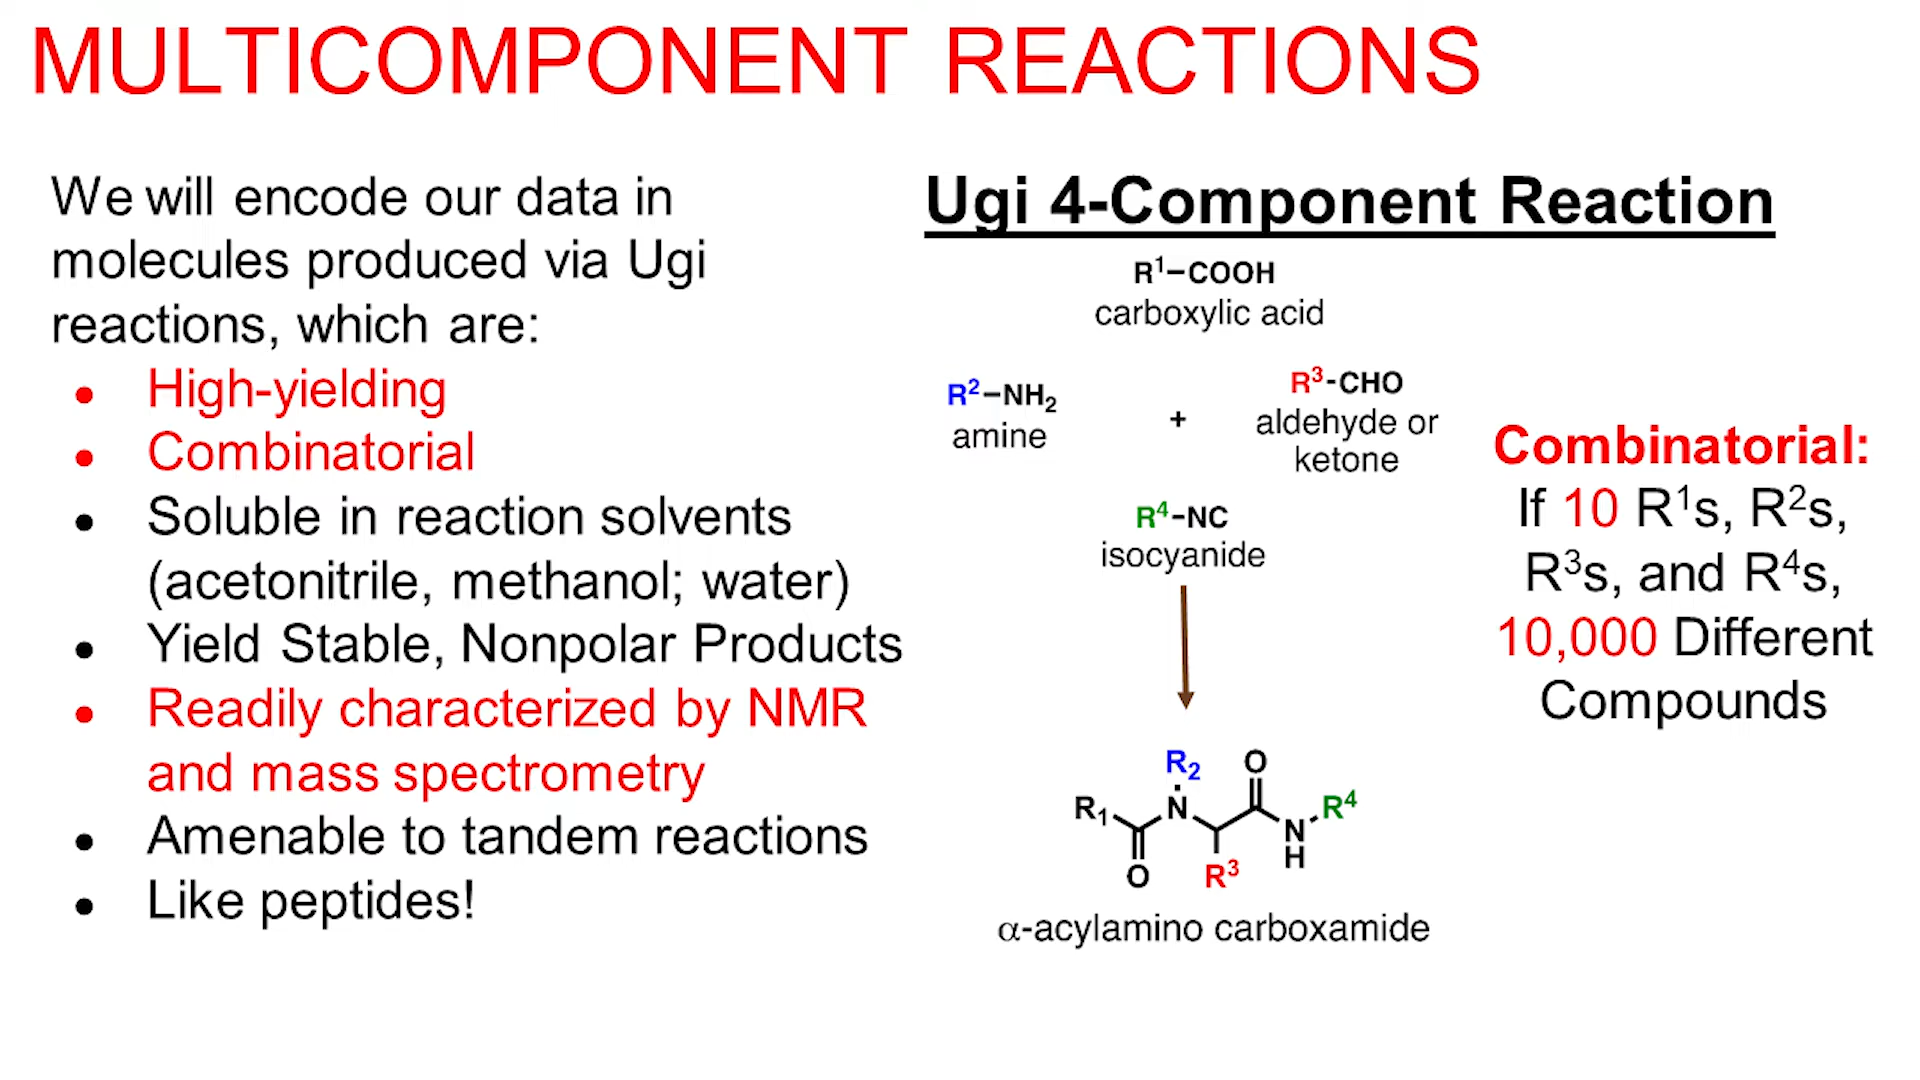 MULTICOMPONENT REACTIONS
We will encode our data in
molecules produced via Ugi
reactions, which are:
● High-yielding
● Combinatorial
● Soluble in reaction solvents
(acetonitrile, methanol; water)
● Yield Stable, Nonpolar Products
● Readily characterized by NMR
and mass spectrometry
● Amenable to tandem reactions
● Like peptides!
Ugi 4-Component Reaction
R¹–COOH
carboxylic acid
R²–NH₂
amine
+
R³-CHO
aldehyde or
ketone
R⁴–NC
isocyanide
R₂
O
R₁
N
R⁴
N
H
O
R³
α-acylamino carboxamide
Combinatorial:
If 10 R¹s, R²s,
R³s, and R⁴s,
10,000 Different
Compounds